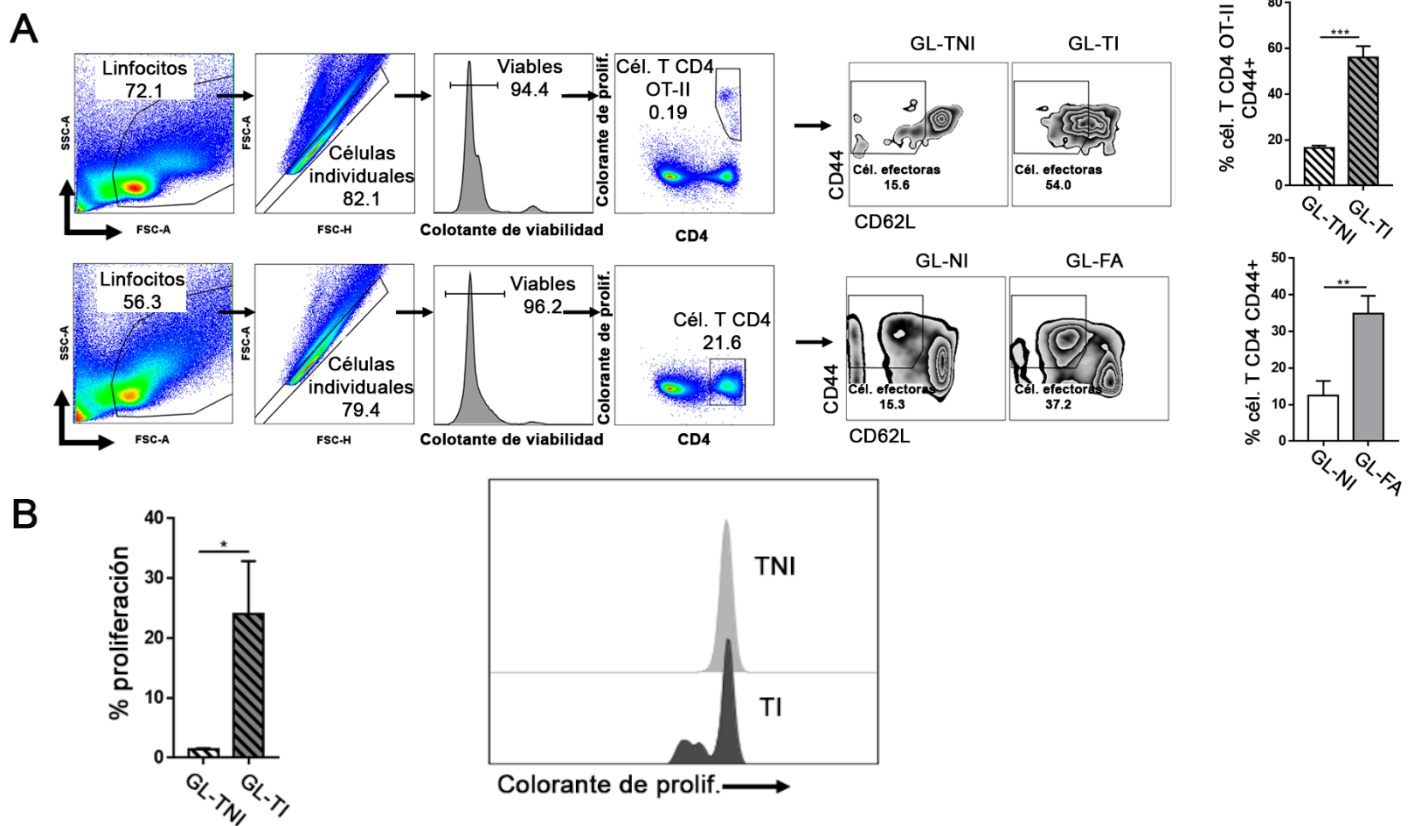 A
Linfocitos
72.1
SSC-A
FSC-A
FSC-A
Células
individuales
82.1
FSC-H
Viables
94.4
Colotante de viabilidad
Colorante de prolif.
Cél. T CD4
OT-II
0.19
CD4
GL-TNI
GL-TI
CD44
Cél. efectoras
15.6
Cél. efectoras
54.0
CD62L
% cél. T CD4 OT-II
CD44+
80
60
40
20
0
***
GL-TNI
GL-TI
Linfocitos
56.3
SSC-A
FSC-A
FSC-A
Células
individuales
79.4
FSC-H
Viables
96.2
Colotante de viabilidad
Colorante de prolif.
Cél. T CD4
21.6
CD4
GL-NI
GL-FA
CD44
Cél. efectoras
15.3
Cél. efectoras
37.2
CD62L
% cél. T CD4 CD44+
50
40
30
20
10
0
**
GL-NI
GL-FA
B
% proliferación
40
30
20
10
0
*
GL-TNI
GL-TI
TNI
TI
Colorante de prolif.